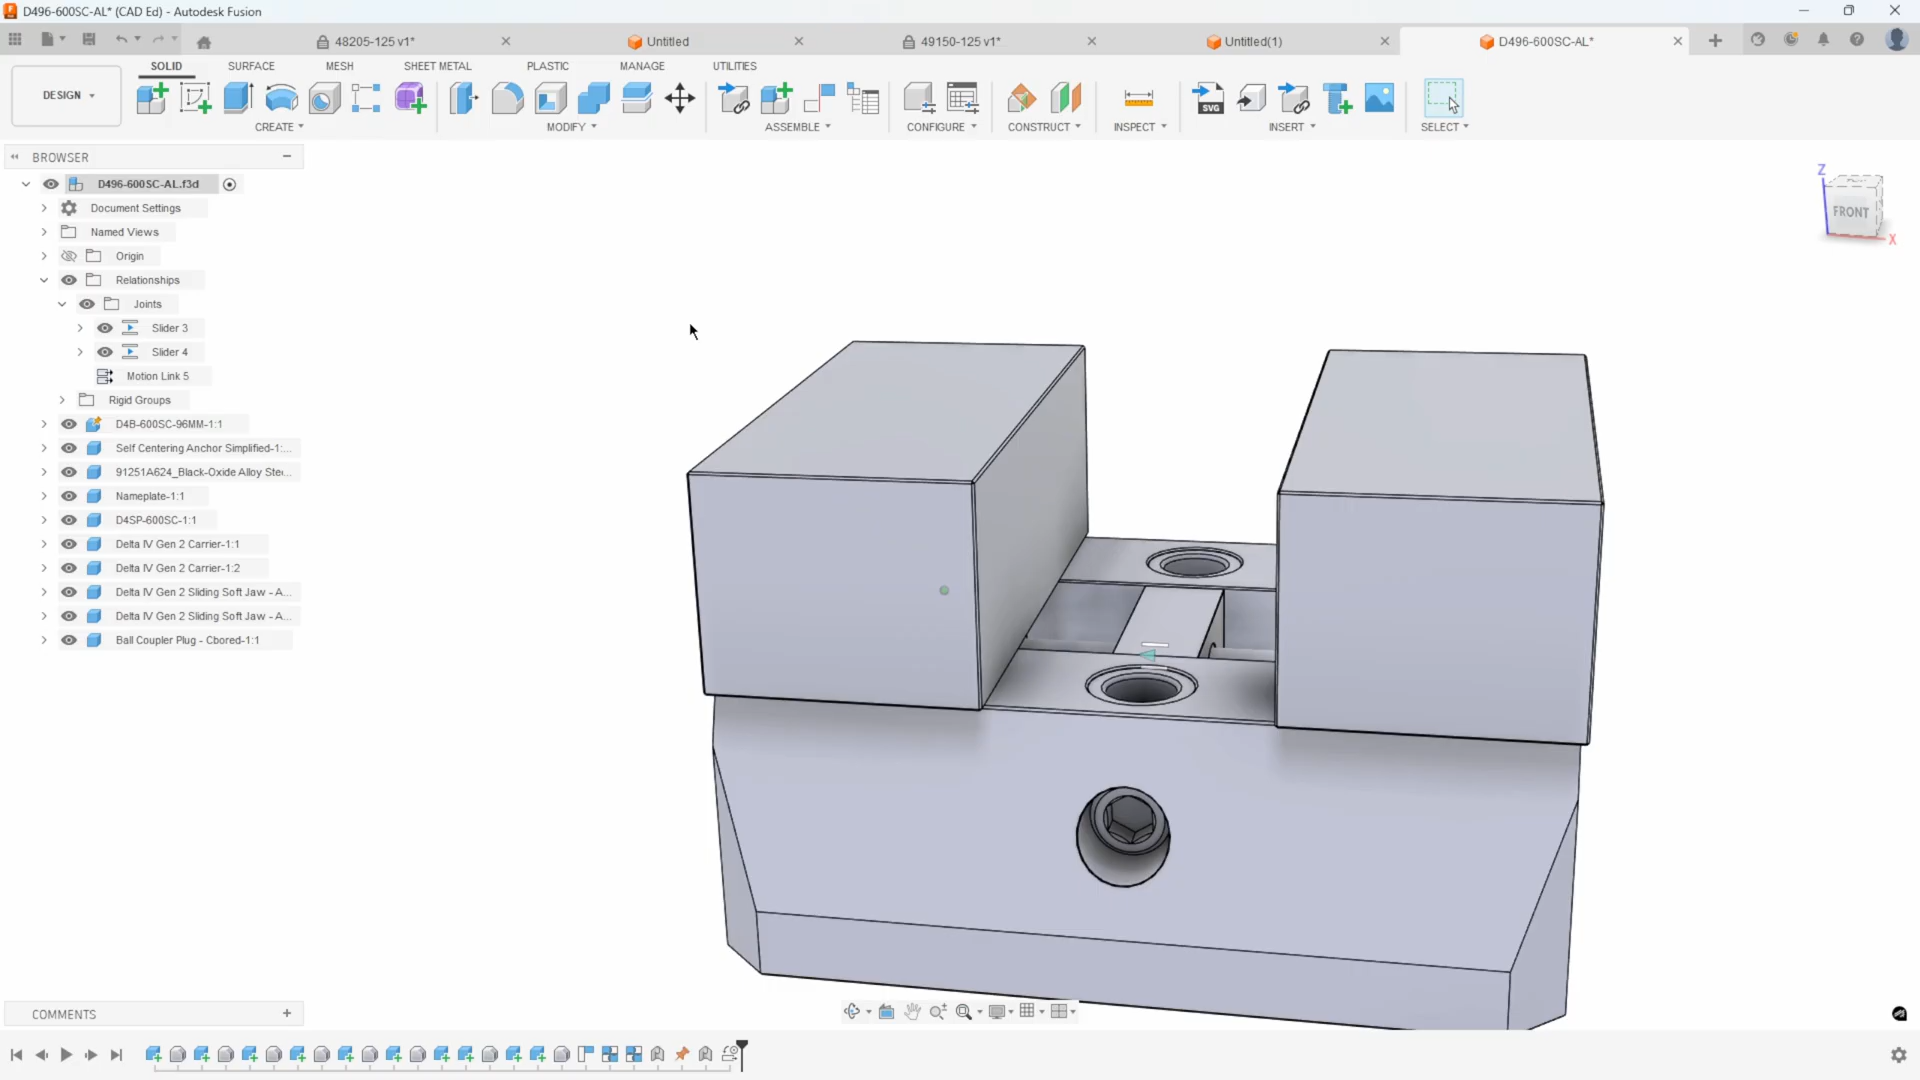 D496-600SC-AL* (CAD Ed) - Autodesk Fusion
48205-125 v1*
Untitled
49150-125 v1*
Untitled(1)
D496-600SC-AL*
DESIGN
SOLID
SURFACE
MESH
SHEET METAL
PLASTIC
MANAGE
UTILITIES
SVG
CREATE
MODIFY
ASSEMBLE
CONFIGURE
CONSTRUCT
INSPECT
INSERT
SELECT
BROWSER
D496-600SC-AL.f3d
Document Settings
Named Views
Origin
Relationships
Joints
Slider 3
Slider 4
Motion Link 5
Rigid Groups
D4B-600SC-96MM-1:1
Self Centering Anchor Simplified-1:...
91251A624_Black-Oxide Alloy Stee...
Nameplate-1:1
D4SP-600SC-1:1
Delta IV Gen 2 Carrier-1:1
Delta IV Gen 2 Carrier-1:2
Delta IV Gen 2 Sliding Soft Jaw - A...
Delta IV Gen 2 Sliding Soft Jaw - A...
Ball Coupler Plug - Cbored-1:1
Z
FRONT
X
COMMENTS